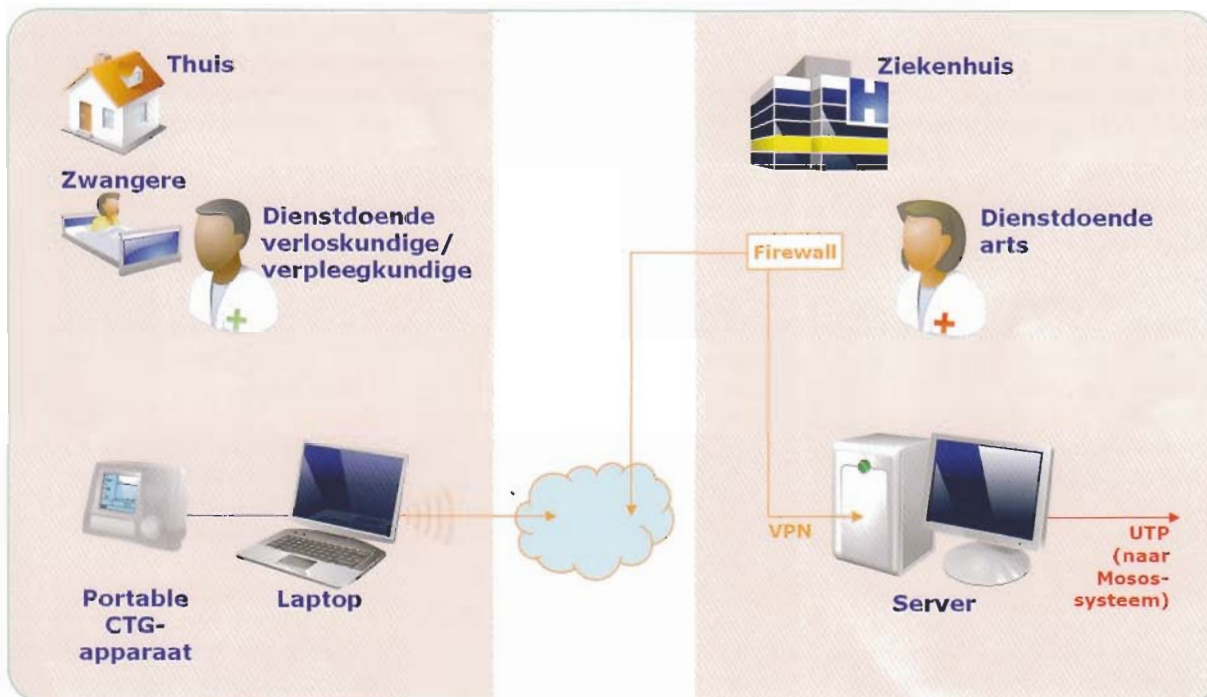 Thuis
Zwangere
Dienstdoende
verloskundige/
verpleegkundige
Portable
CTG-
apparaat
Laptop
Ziekenhuis
H
Firewall
Dienstdoende
arts
VPN
Server
UTP
(naar
Mosos-
systeem)